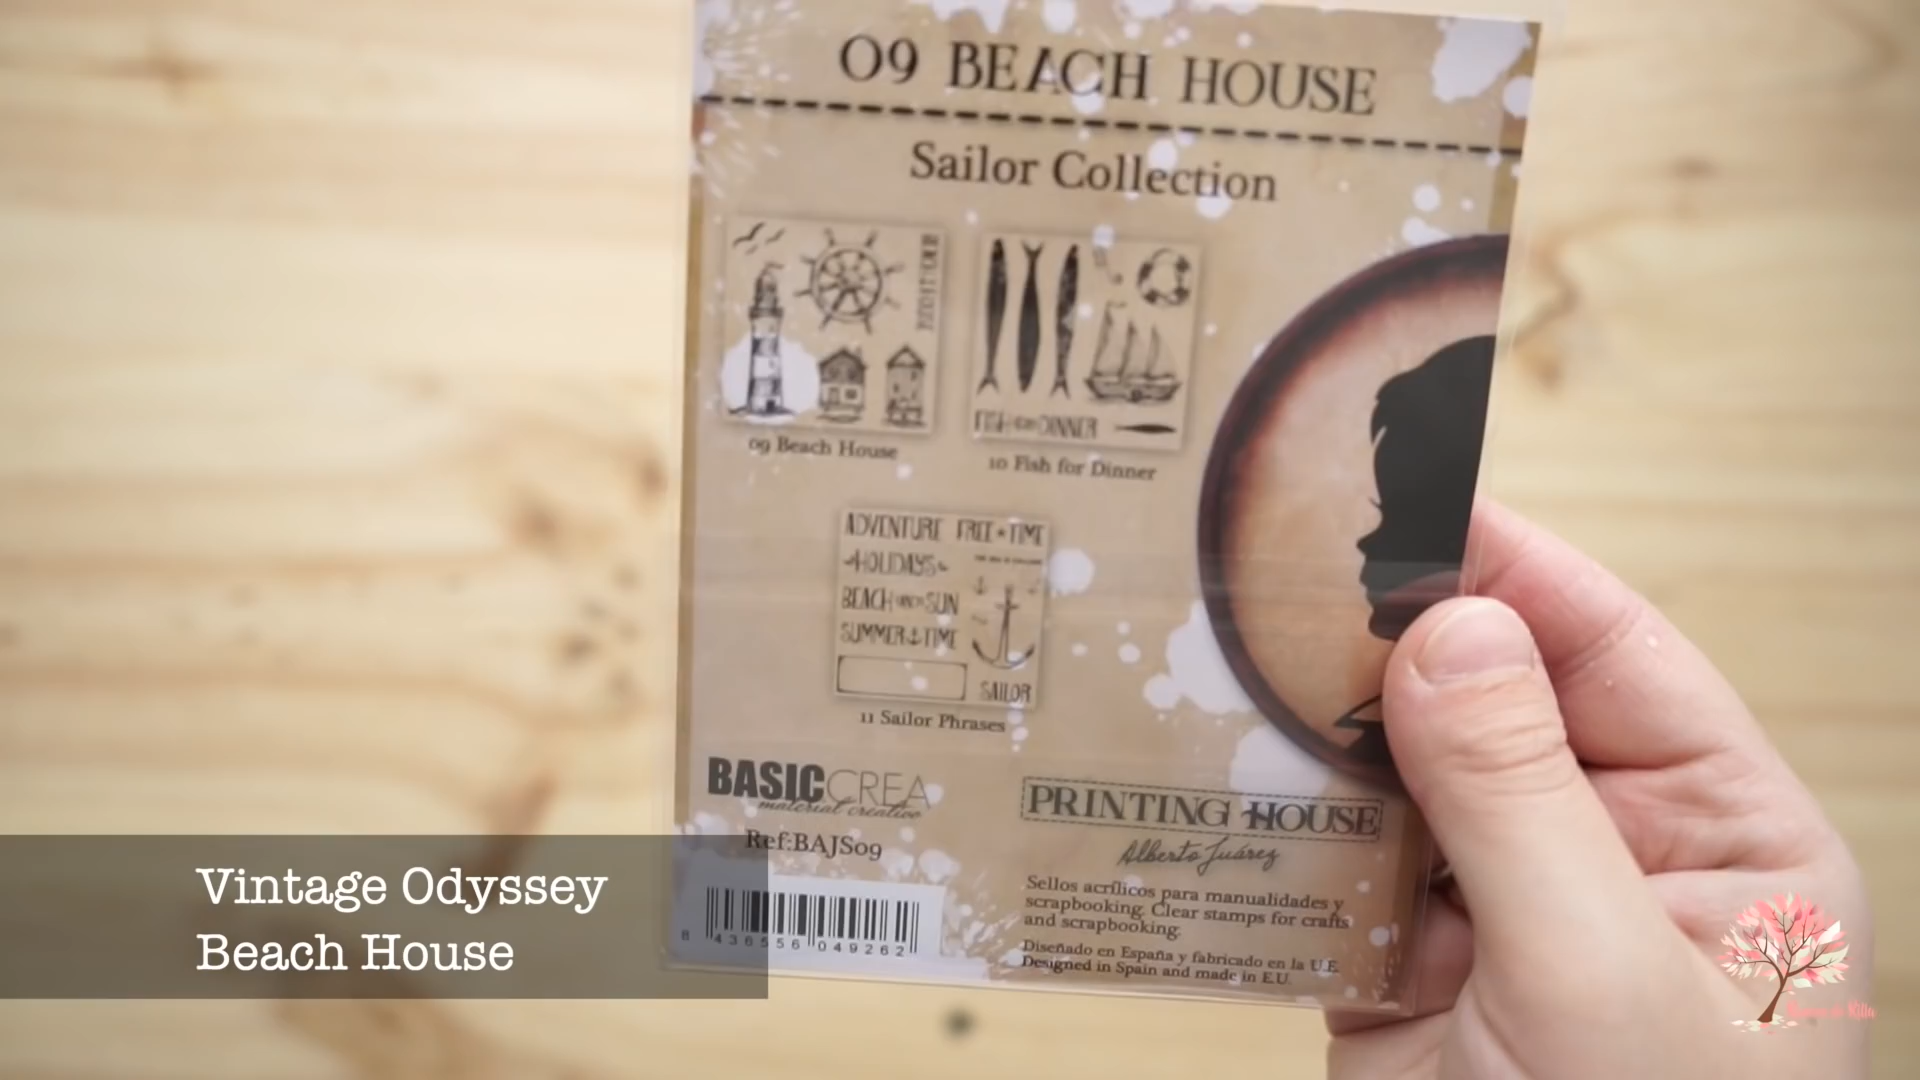 09 BEACH HOUSE
Sailor Collection
09 Beach House
FISH FOR DINNER
10 Fish for Dinner
ADVENTURE FREE TIME
HOLIDAYS
BEACH AND SUN
SUMMER TIME
SAILOR
11 Sailor Phrases
BASICCREA
material creativo
Ref:BAJS09
8 436556 049262
PRINTING HOUSE
Alberto Juárez
Sellos acrílicos para manualidades y
scrapbooking. Clear stamps for crafts
and scrapbooking.
Diseñado en España y fabricado en la U.E.
Designed in Spain and made in E.U.
Vintage Odyssey
Beach House